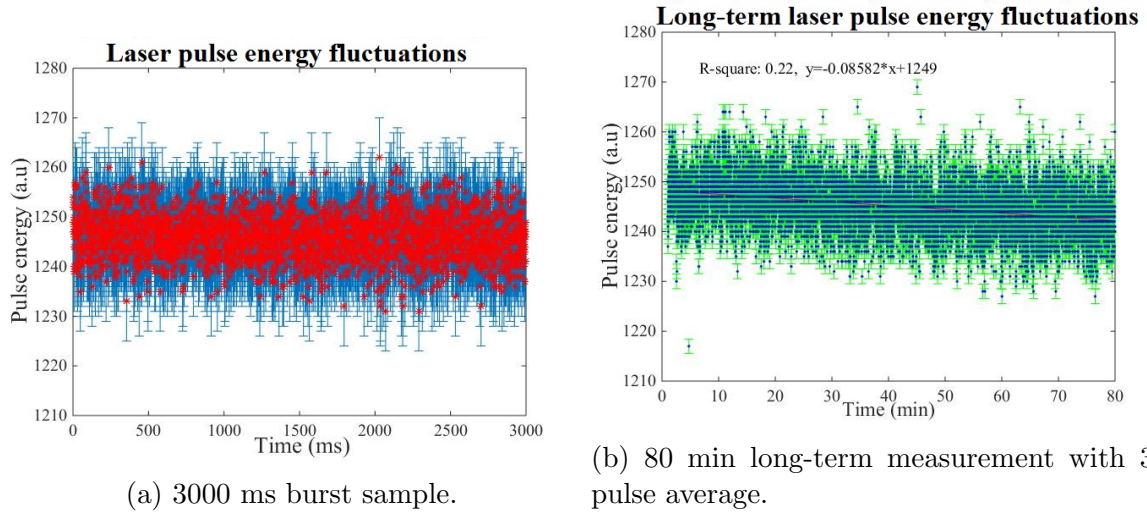 Laser pulse energy fluctuations
1280
1270
1260
1250
1240
1230
1220
1210
Pulse energy (a.u)
0 500 1000 1500 2000 2500 3000
Time (ms)
(a) 3000 ms burst sample.
Long-term laser pulse energy fluctuations
1280
1270
1260
1250
1240
1230
1220
1210
R-square: 0.22, y=-0.08582*x+1249
Pulse energy (a.u)
0 10 20 30 40 50 60 70 80
Time (min)
(b) 80 min long-term measurement with
pulse average.